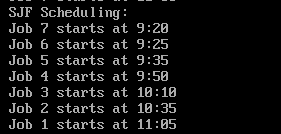 SJF Scheduling:
Job 7 starts at 9:20
Job 6 starts at 9:25
Job 5 starts at 9:35
Job 4 starts at 9:50
Job 3 starts at 10:10
Job 2 starts at 10:35
Job 1 starts at 11:05